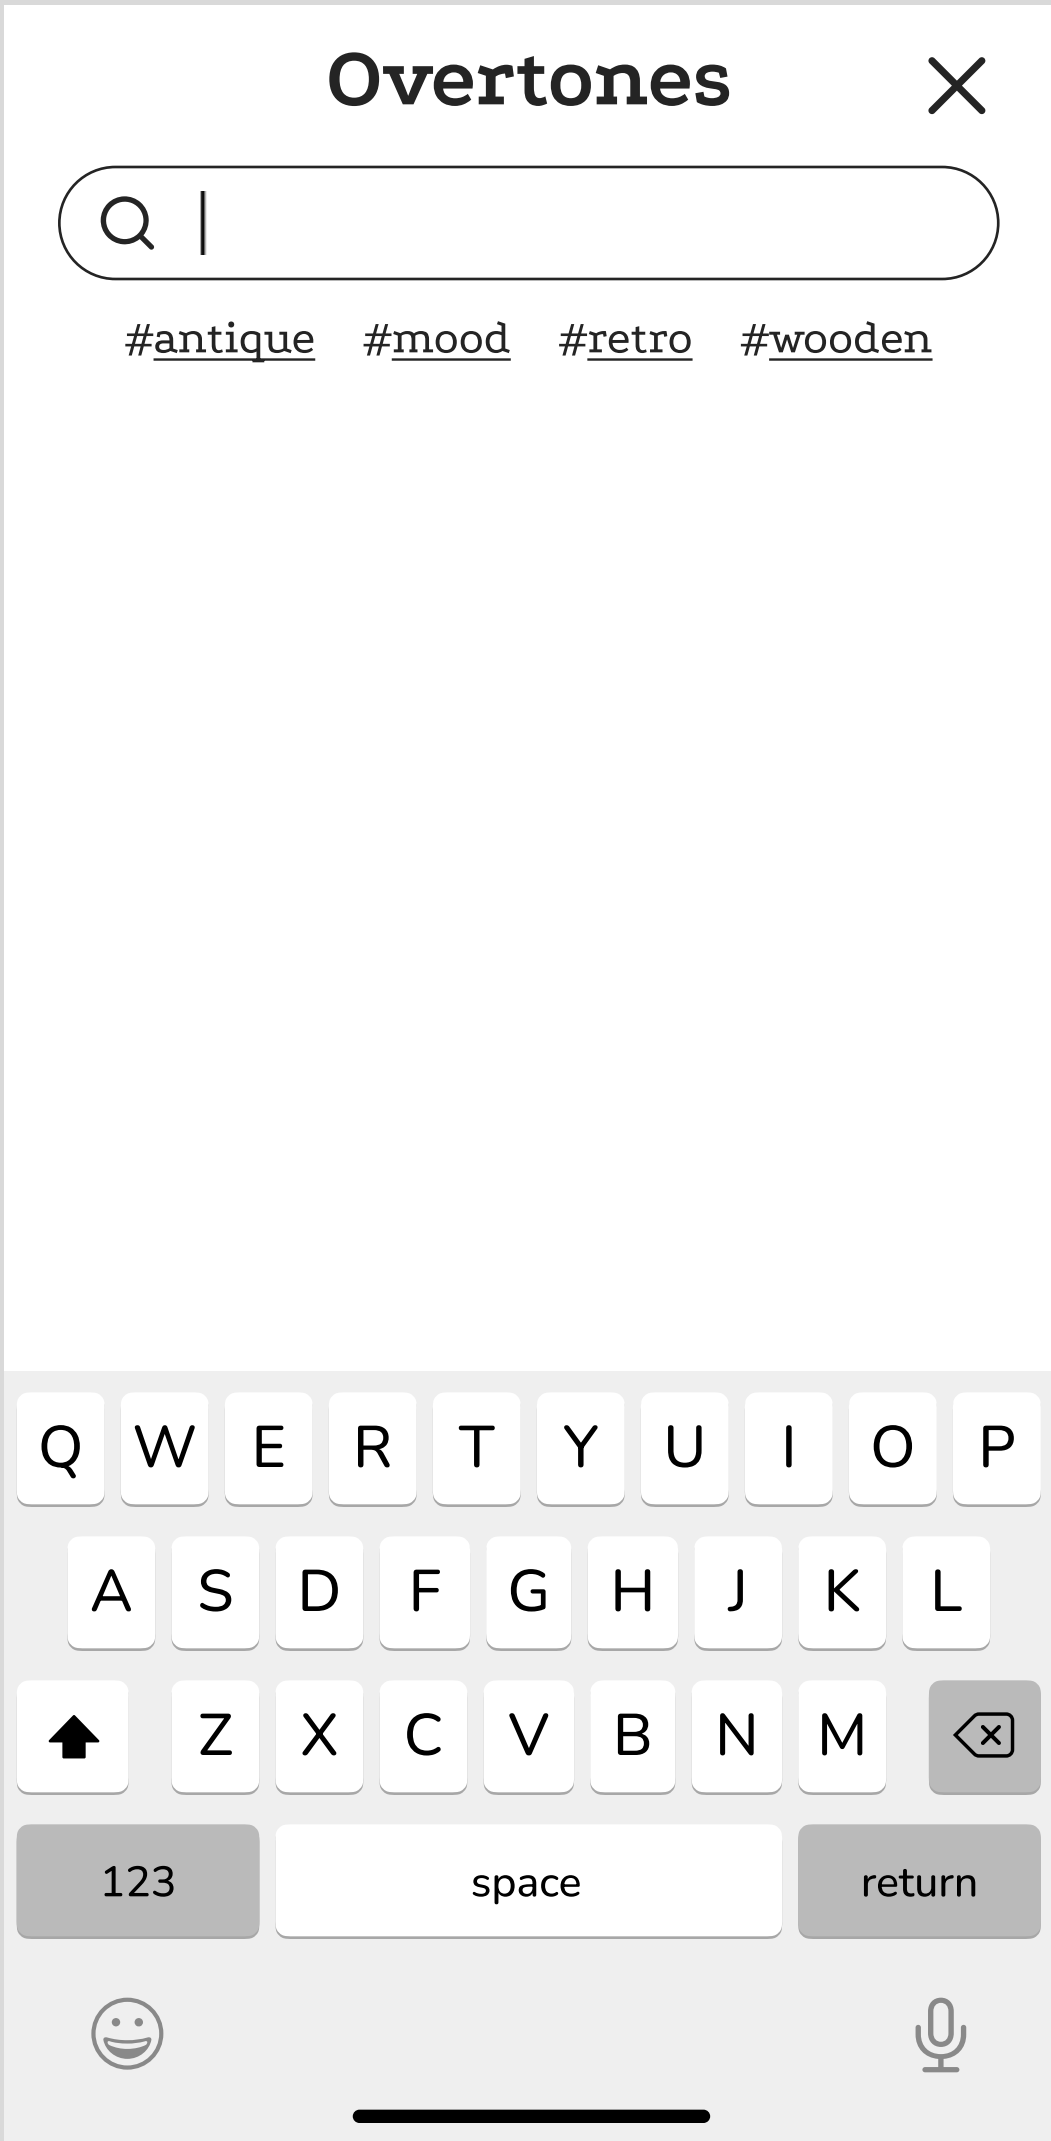 Overtones
#antique #mood #retro #wooden
Q W E R T Y U I O P
A S D F G H J K L
Z X C V B N M
123 space return